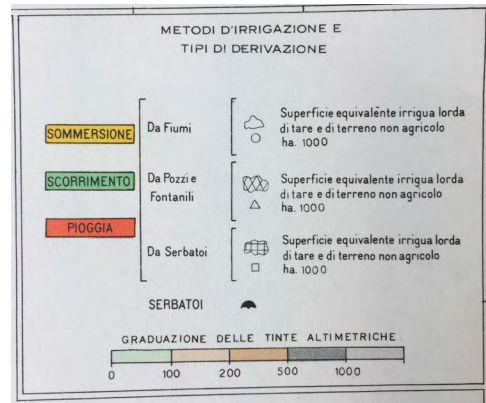 METODI D'IRRIGAZIONE E
TIPI DI DERIVAZIONE
SOMMERSIONE
SCORRIMENTO
PIOGGIA
Da Fiumi
Superficie equivalente irrigua lorda
di tare e di terreno non agricolo
ha. 1000
Da Pozzi e
Fontanili
Superficie equivalente irrigua lorda
di tare e di terreno non agricolo
ha. 1000
Da Serbatoi
Superficie equivalente irrigua lorda
di tare e di terreno non agricolo
ha. 1000
SERBATOI
GRADUAZIONE DELLE TINTE ALTIMETRICHE
0 100 200 500 1000